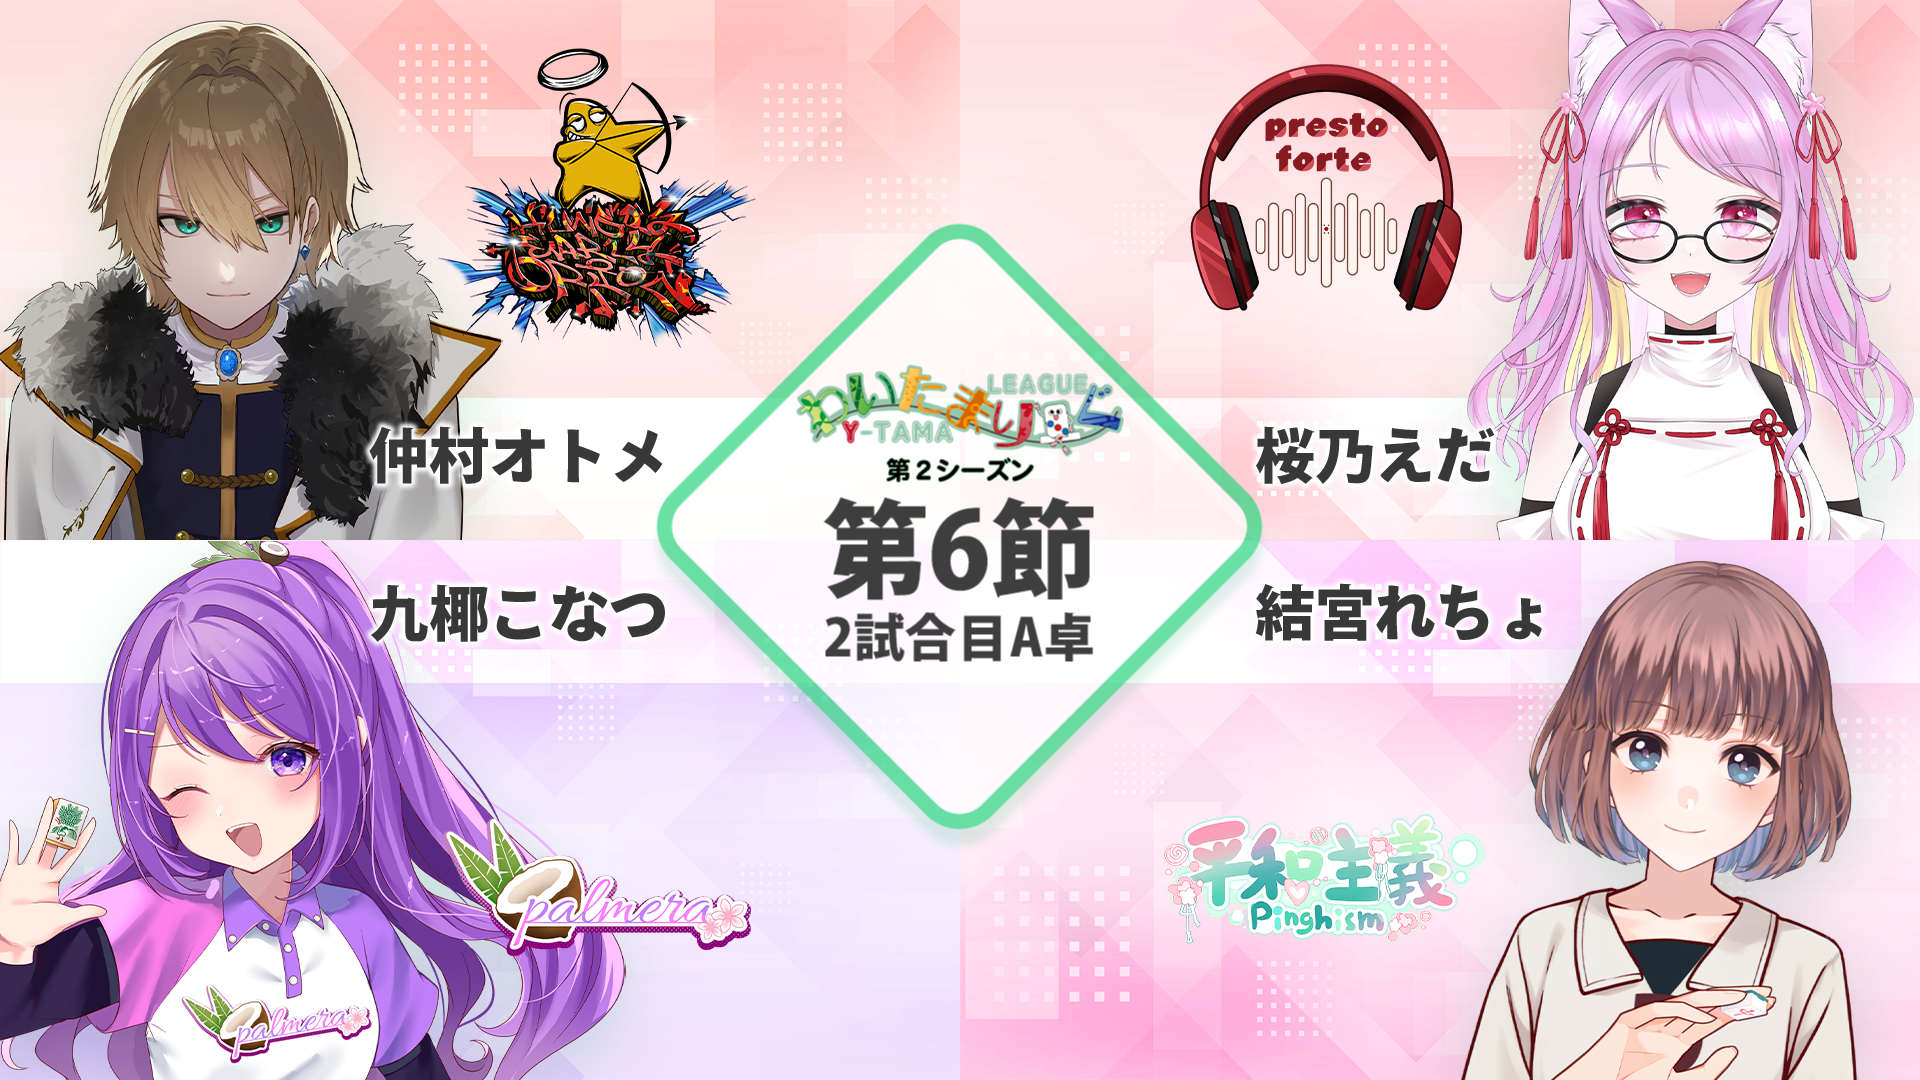 仲村オトメ
presto
forte
桜乃えだ
わいたまりーぐ
LEAGUE
Y-TAMA
第2シーズン
第6節
2試合目A卓
九椰こなつ
結宮れちょ
palmera
palmera
平和主義
Pinghism